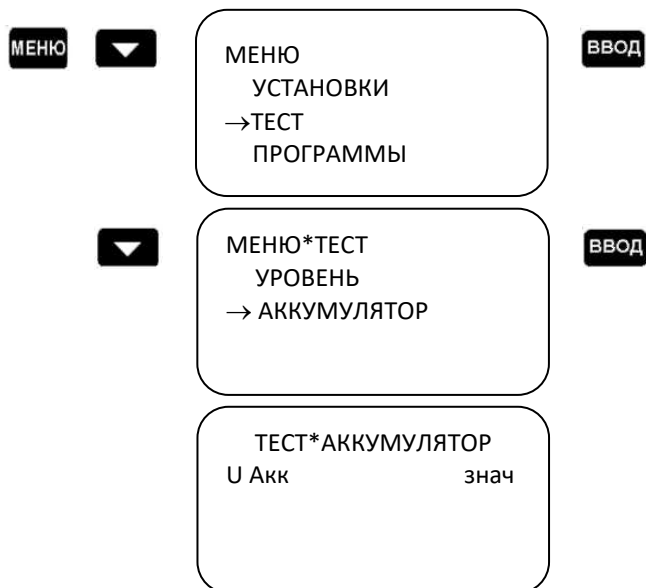 МЕНЮ
МЕНЮ
ВВОД
УСТАНОВКИ
→ТЕСТ
ПРОГРАММЫ
МЕНЮ*ТЕСТ
ВВОД
УРОВЕНЬ
→ АККУМУЛЯТОР
ТЕСТ*АККУМУЛЯТОР
U Акк знач